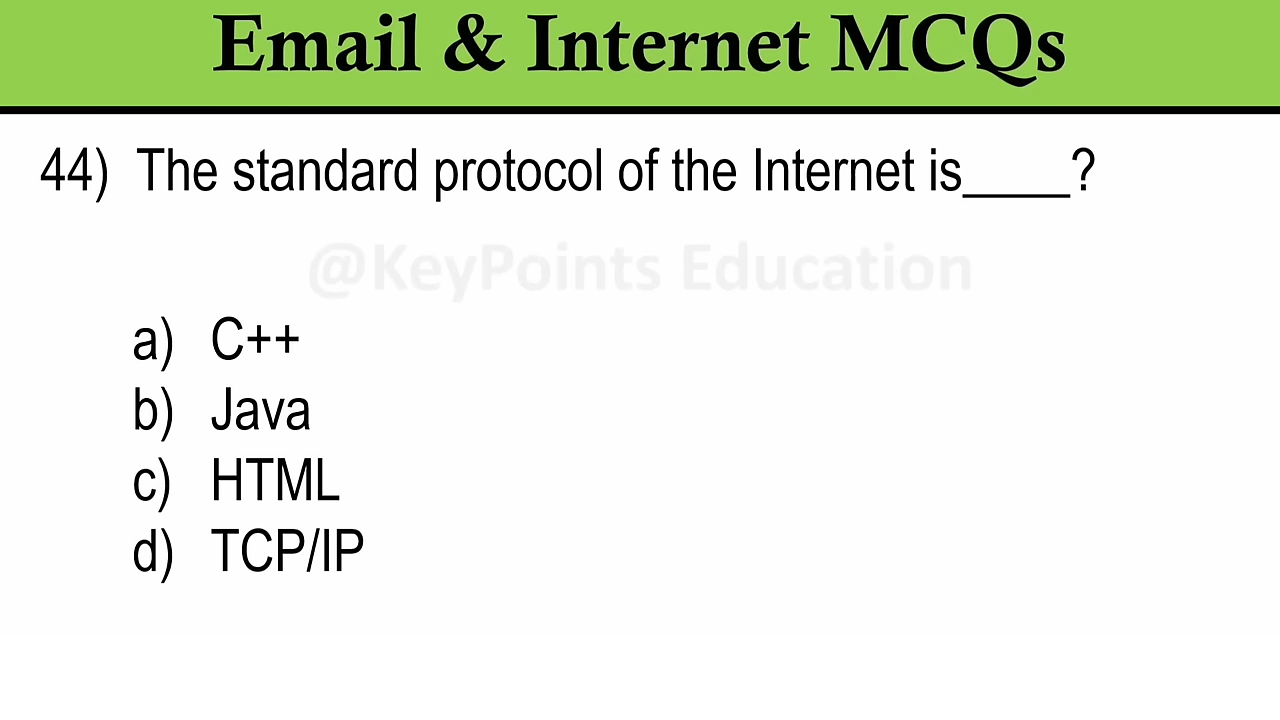 Email & Internet MCQs
44) The standard protocol of the Internet is____?
@KeyPoints Education
a) C++
b) Java
c) HTML
d) TCP/IP